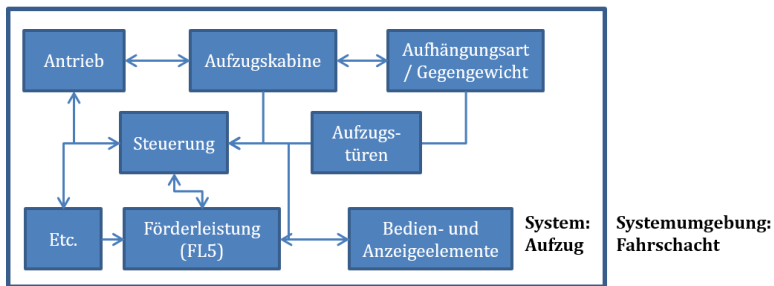 Antrieb
Aufzugskabine
Aufhängungsart
/ Gegengewicht
Steuerung
Aufzugs-
türen
Etc.
Förderleistung
(FL5)
Bedien- und
Anzeigeelemente
System:
Aufzug
Systemumgebung:
Fahrschacht